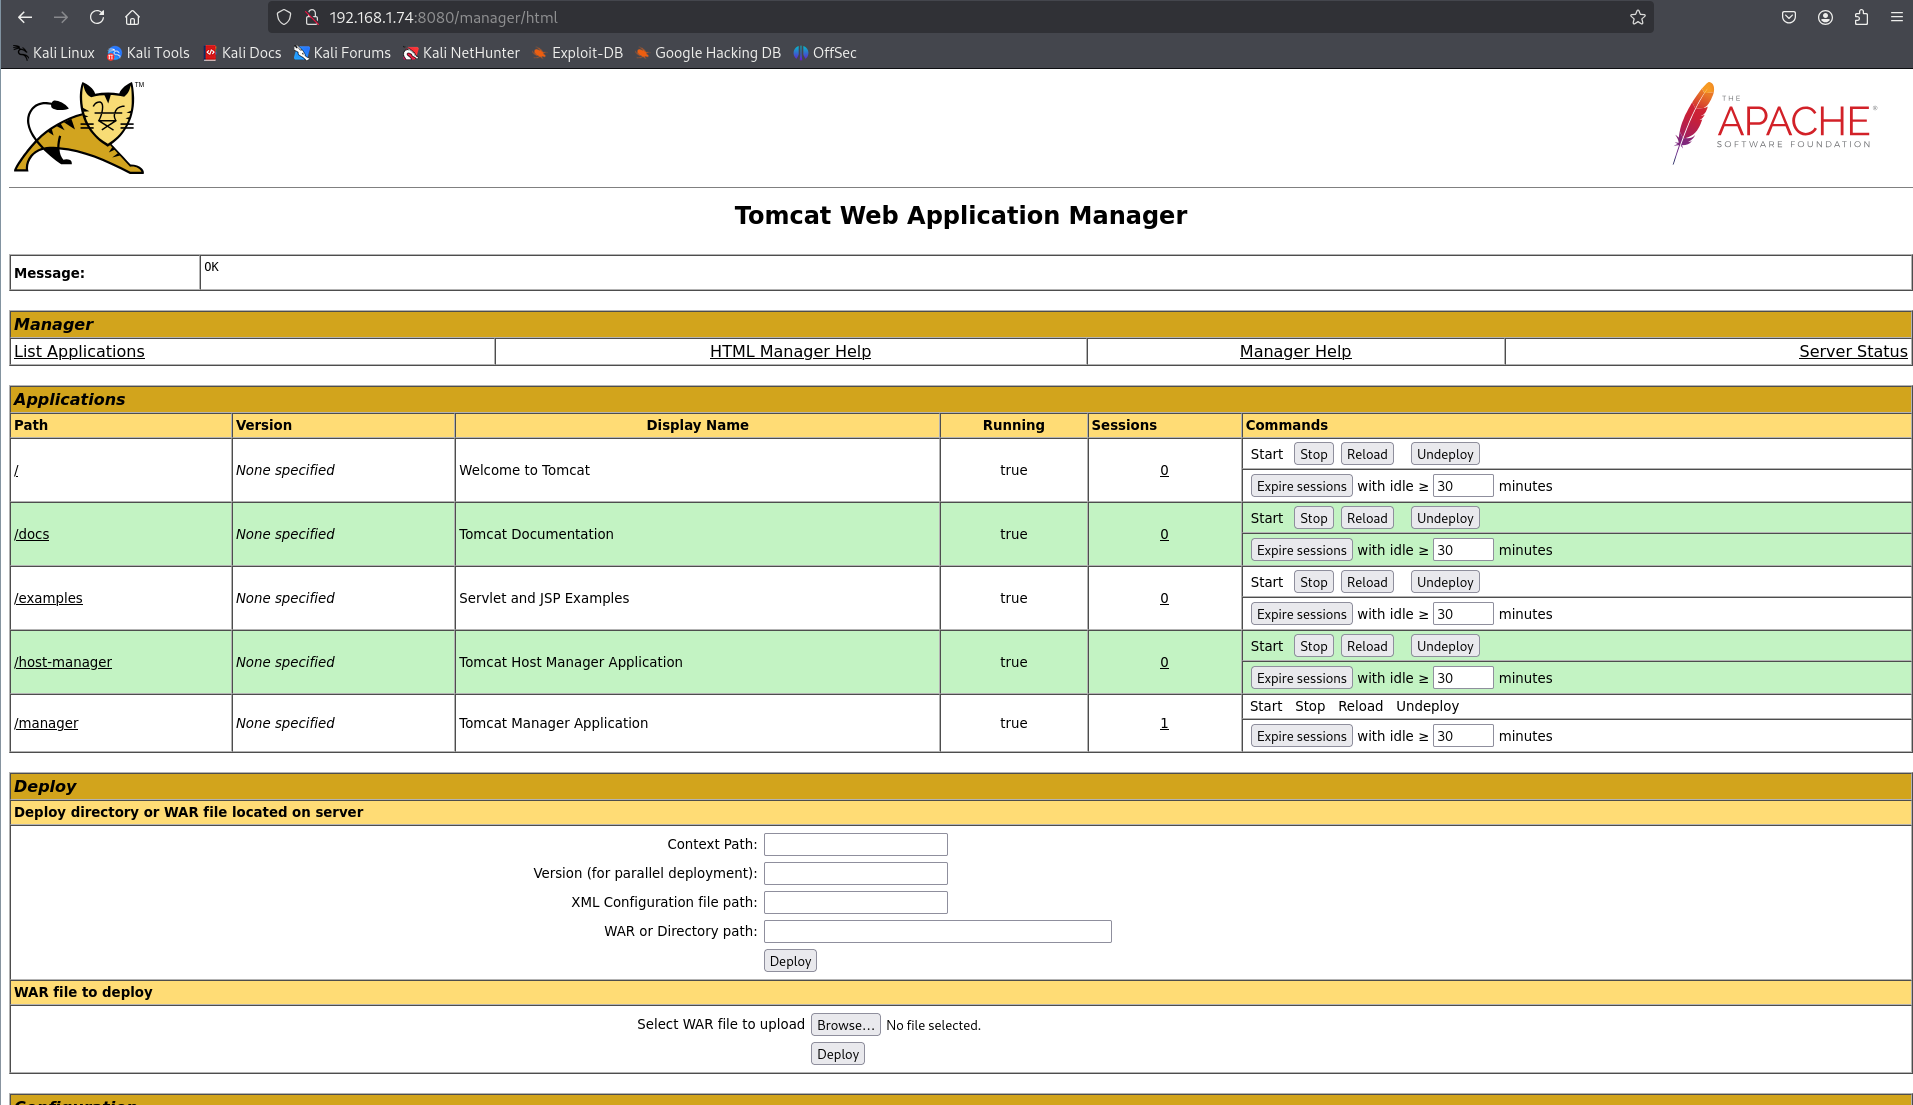 192.168.1.74:8080/manager/html
Kali Linux Kali Tools Kali Docs Kali Forums Kali NetHunter Exploit-DB Google Hacking DB OffSec
TM
THE
APACHE®
SOFTWARE FOUNDATION
Tomcat Web Application Manager
Message: OK
Manager
List Applications HTML Manager Help Manager Help Server Status
Applications
Path Version Display Name Running Sessions Commands
/ None specified Welcome to Tomcat true 0 Start Stop Reload Undeploy
Expire sessions with idle ≥ 30 minutes
/docs None specified Tomcat Documentation true 0 Start Stop Reload Undeploy
Expire sessions with idle ≥ 30 minutes
/examples None specified Servlet and JSP Examples true 0 Start Stop Reload Undeploy
Expire sessions with idle ≥ 30 minutes
/host-manager None specified Tomcat Host Manager Application true 0 Start Stop Reload Undeploy
Expire sessions with idle ≥ 30 minutes
/manager None specified Tomcat Manager Application true 1 Start Stop Reload Undeploy
Expire sessions with idle ≥ 30 minutes
Deploy
Deploy directory or WAR file located on server
Context Path:
Version (for parallel deployment):
XML Configuration file path:
WAR or Directory path:
Deploy
WAR file to deploy
Select WAR file to upload Browse... No file selected.
Deploy
Configuration